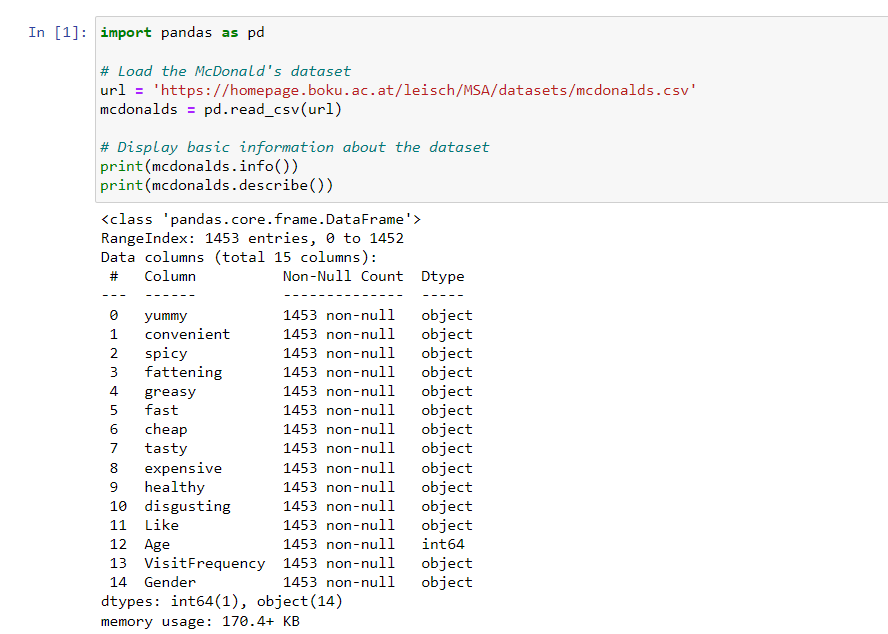 In [1]: import pandas as pd
# Load the McDonald's dataset
url = 'https://homepage.boku.ac.at/leisch/MSA/datasets/mcdonalds.csv'
mcdonalds = pd.read_csv(url)
# Display basic information about the dataset
print(mcdonalds.info())
print(mcdonalds.describe())
<class 'pandas.core.frame.DataFrame'>
RangeIndex: 1453 entries, 0 to 1452
Data columns (total 15 columns):
 #   Column          Non-Null Count  Dtype
---  ------          --------------  -----
 0   yummy           1453 non-null   object
 1   convenient      1453 non-null   object
 2   spicy           1453 non-null   object
 3   fattening       1453 non-null   object
 4   greasy          1453 non-null   object
 5   fast            1453 non-null   object
 6   cheap           1453 non-null   object
 7   tasty           1453 non-null   object
 8   expensive       1453 non-null   object
 9   healthy         1453 non-null   object
 10  disgusting      1453 non-null   object
 11  Like            1453 non-null   object
 12  Age             1453 non-null   int64
 13  VisitFrequency  1453 non-null   object
 14  Gender          1453 non-null   object
dtypes: int64(1), object(14)
memory usage: 170.4+ KB